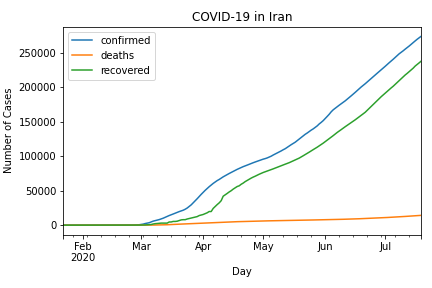 COVID-19 in Iran
confirmed
deaths
recovered
Number of Cases
250000
200000
150000
100000
50000
0
Feb
2020
Mar
Apr
May
Jun
Jul
Day